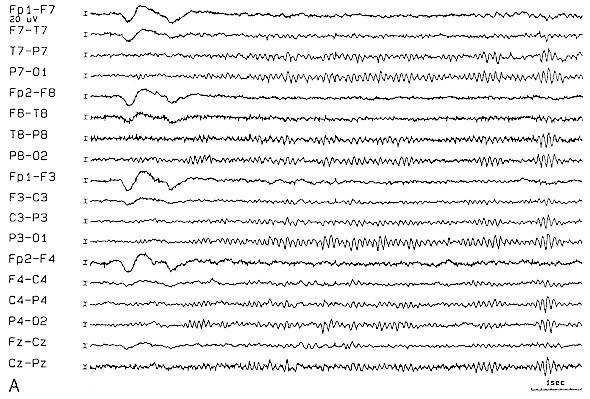 Fp1-F7
20 uV
F7-T7
T7-P7
P7-O1
Fp2-F8
F8-T8
T8-P8
P8-O2
Fp1-F3
F3-C3
C3-P3
P3-O1
Fp2-F4
F4-C4
C4-P4
P4-O2
Fz-Cz
Cz-Pz
1sec
A